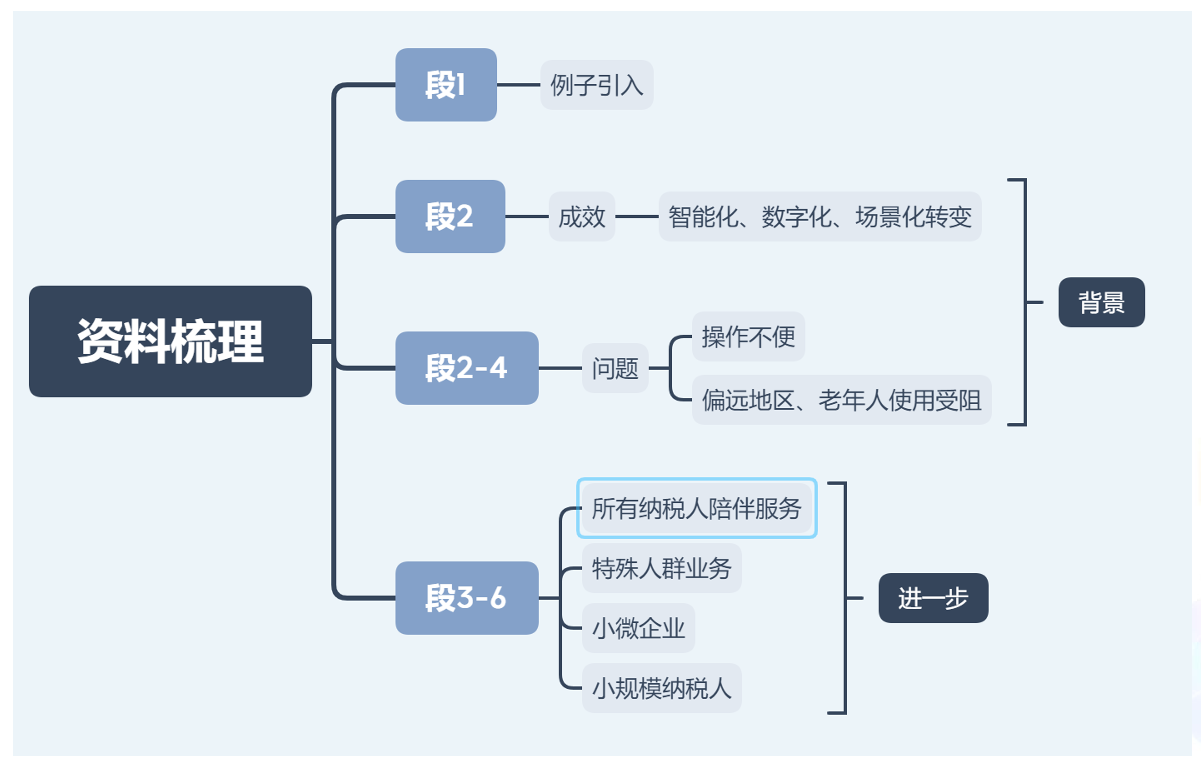 资料梳理
段1
例子引入
段2
成效
智能化、数字化、场景化转变
段2-4
问题
操作不便
偏远地区、老年人使用受阻
背景
段3-6
所有纳税人陪伴服务
特殊人群业务
小微企业
小规模纳税人
进一步